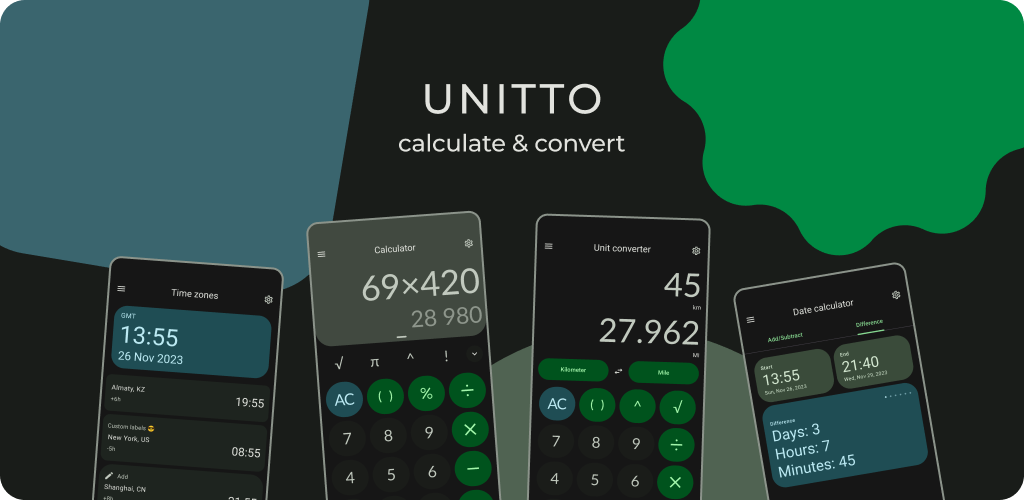 UNITTO
calculate & convert
Time zones
GMT
13:55
26 Nov 2023
Almaty, KZ
+6h
19:55
Custom labels 😎
New York, US
-5h
08:55
Add
Shanghai, CN
+8h
Calculator
69×420
28 980
√ π ^ !
AC ( ) % ÷
7 8 9 ×
4 5 6 −
Unit converter
45
km
27.962
Mi
Kilometer Mile
AC ( ) ^ √
7 8 9 ÷
4 5 6 ×
Date calculator
Add/Subtract Difference
Start
13:55
Sun, Nov 26, 2023
End
21:40
Wed, Nov 29, 2023
Difference
Days: 3
Hours: 7
Minutes: 45